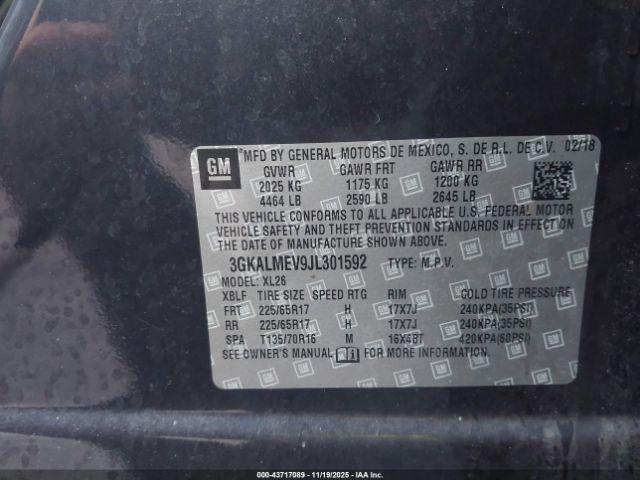 GM
*MFD BY GENERAL MOTORS DE MEXICO, S. DE R.L. DE C.V. 02/18
GVWR GAWR FRT GAWR RR
2025 KG 1175 KG 1200 KG
4464 LB 2590 LB 2645 LB
THIS VEHICLE CONFORMS TO ALL APPLICABLE U.S. FEDERAL MOTOR
VEHICLE SAFETY AND THEFT PREVENTION STANDARDS IN EFFECT ON
THE DATE OF MANUFACTURE SHOWN ABOVE.
3GKALMEV9JL301592 TYPE: M.P.V.
MODEL: XL26
XBLF TIRE SIZE SPEED RTG RIM COLD TIRE PRESSURE
FRT 225/65R17 H 17X7J 240KPA(35PSI)
RR 225/65R17 H 17X7J 240KPA(35PSI)
SPA T135/70R16 M 16X4BT 420KPA(60PSI)
SEE OWNER'S MANUAL FOR MORE INFORMATION
IAA 43717089 | 11/19/2025 | © IAA Holdings, LLC